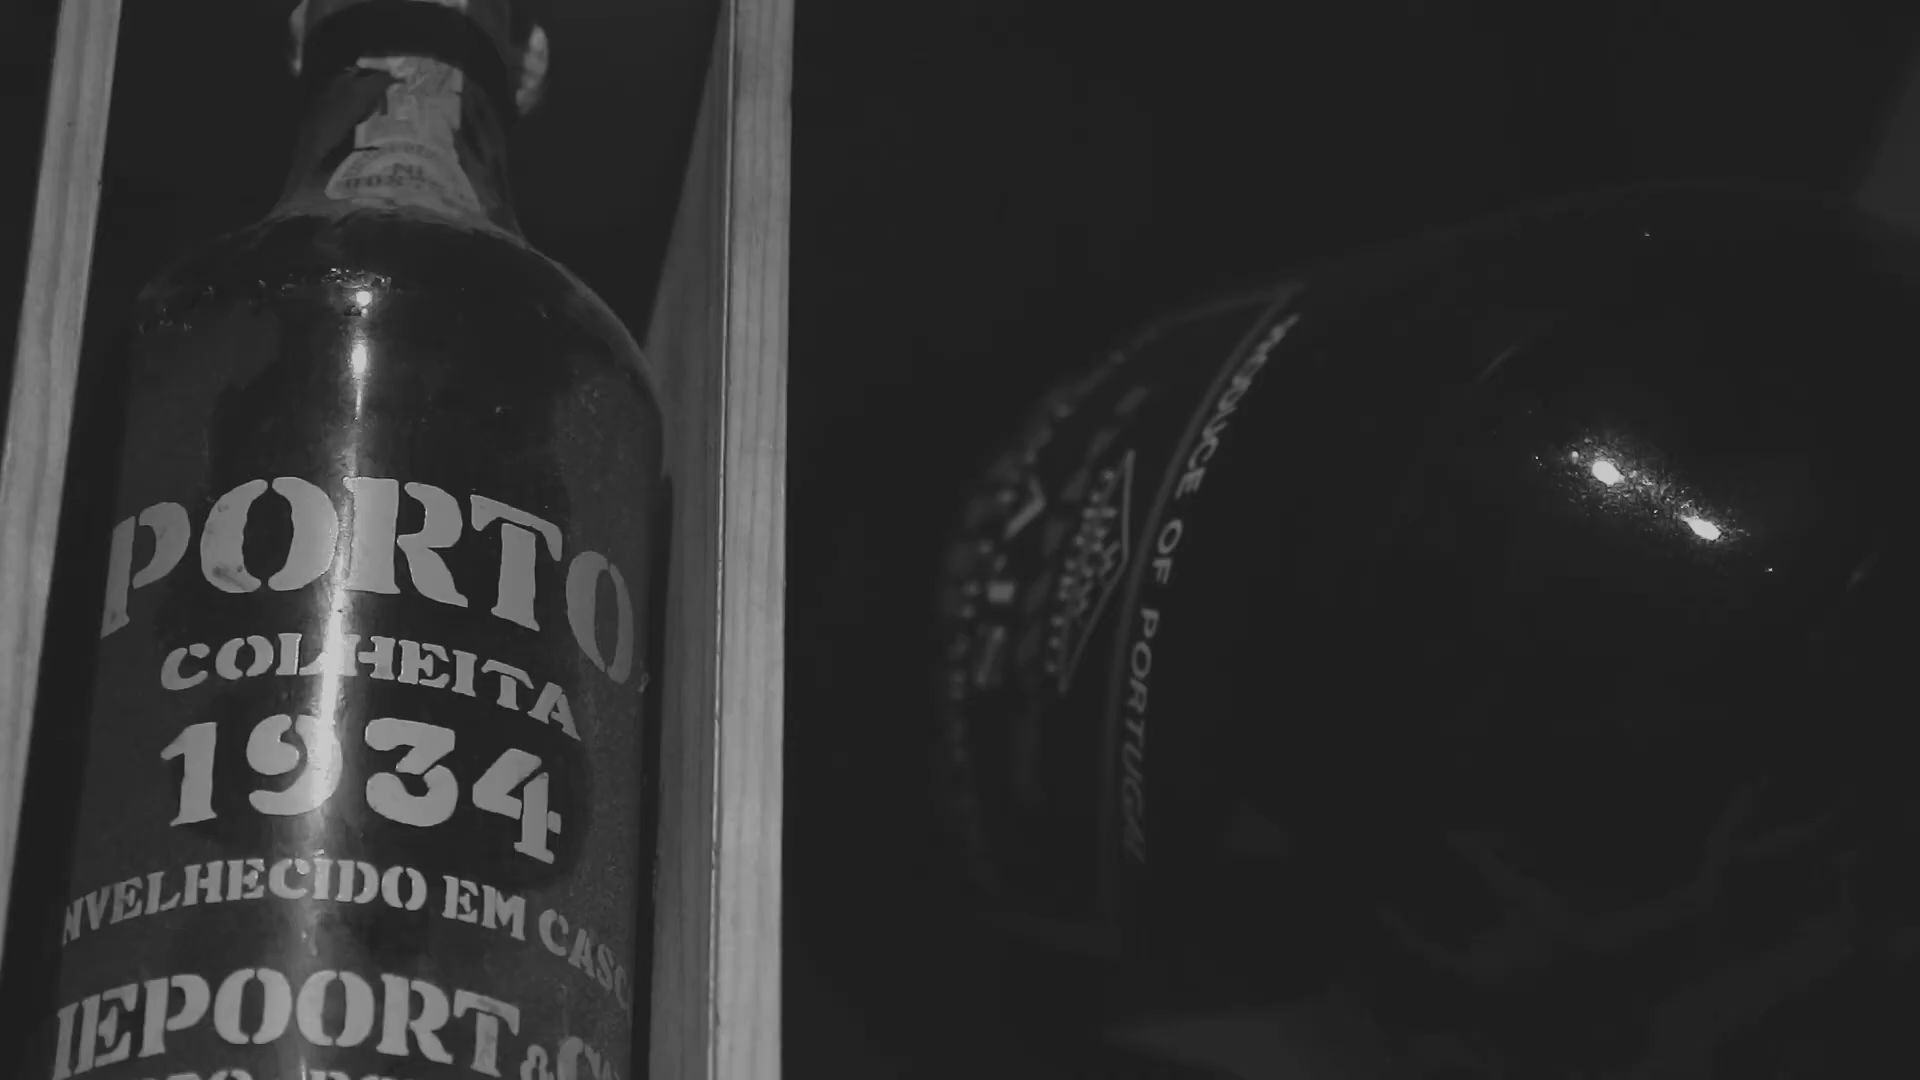 PORTO
COLHEITA
1934
NVELHECIDO EM CASC
IEPOORT & C
PRODUCE OF PORTUGAL